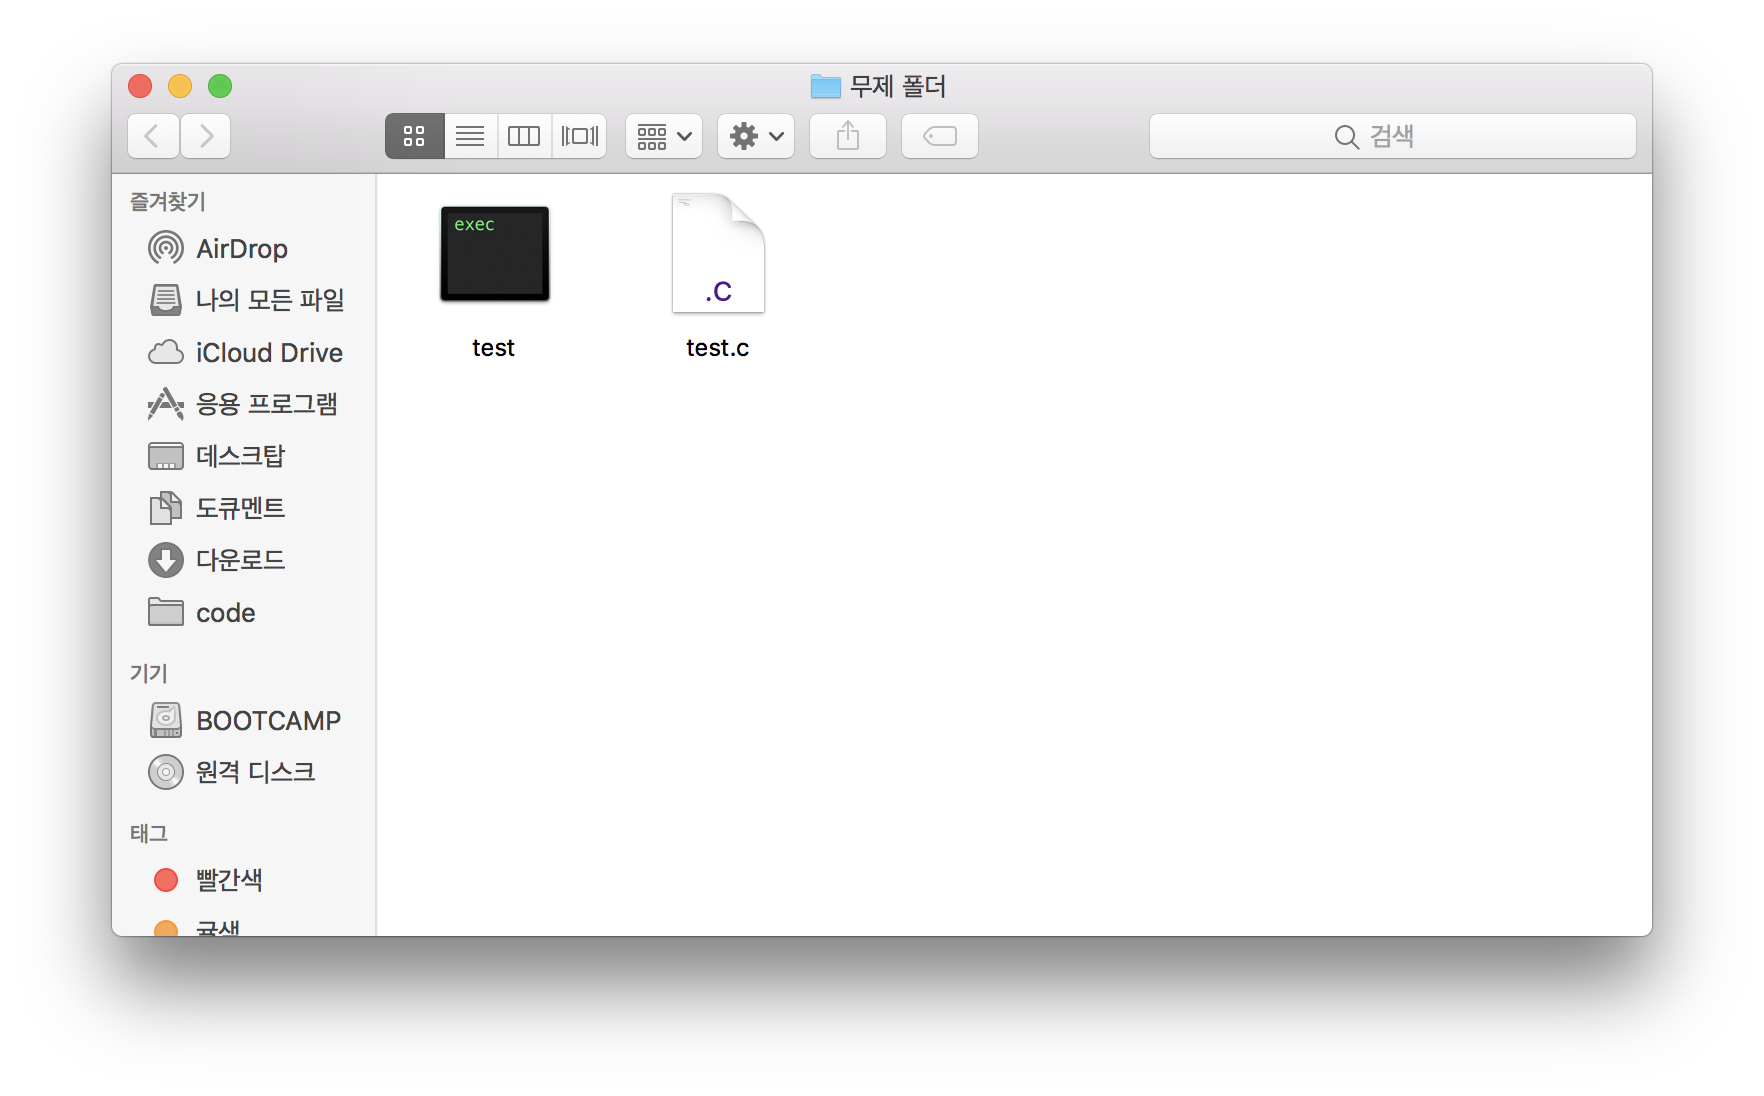 무제 폴더
검색
즐겨찾기
AirDrop
나의 모든 파일
iCloud Drive
응용 프로그램
데스크탑
도큐멘트
다운로드
code
기기
BOOTCAMP
원격 디스크
태그
빨간색
귤색
exec
.C
test
test.c